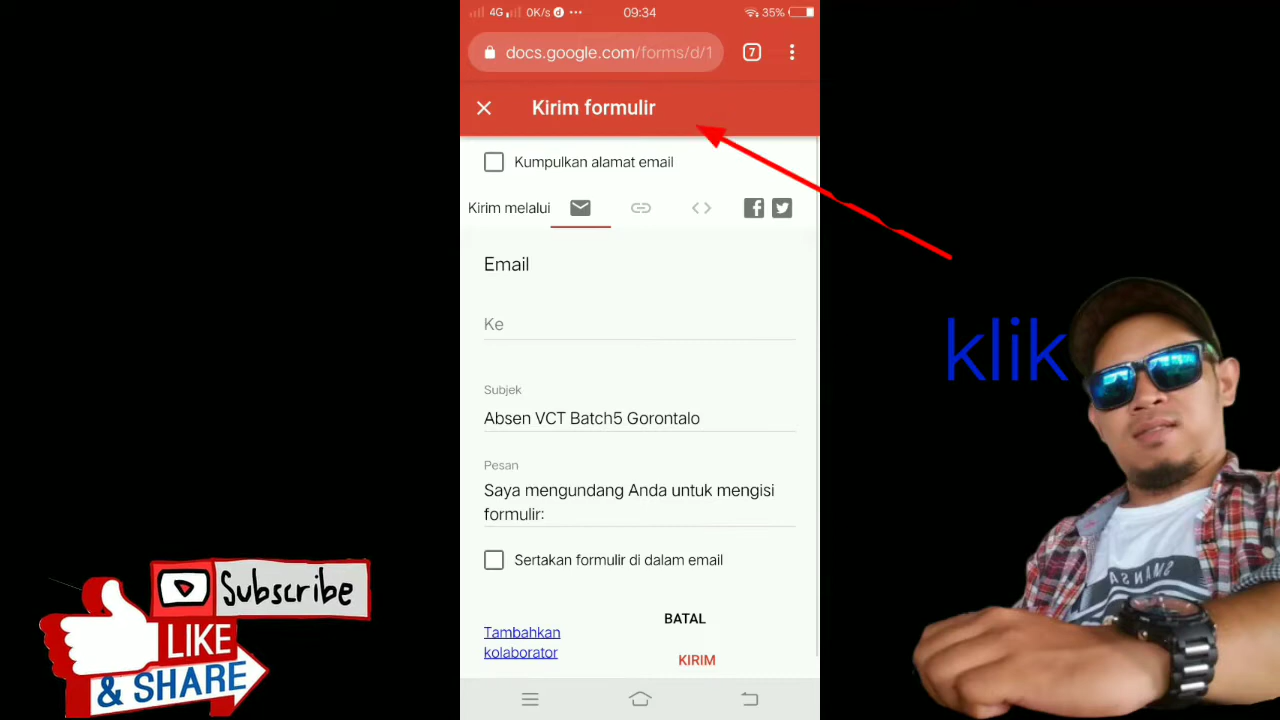 4G 0K/s 09:34 35%
docs.google.com/forms/d/1 7
Kirim formulir
Kumpulkan alamat email
Kirim melalui
Email
Ke
Subjek
Absen VCT Batch5 Gorontalo
Pesan
Saya mengundang Anda untuk mengisi
formulir:
Sertakan formulir di dalam email
BATAL
Tambahkan
kolaborator
KIRIM
klik
Subscribe
LIKE
& SHARE